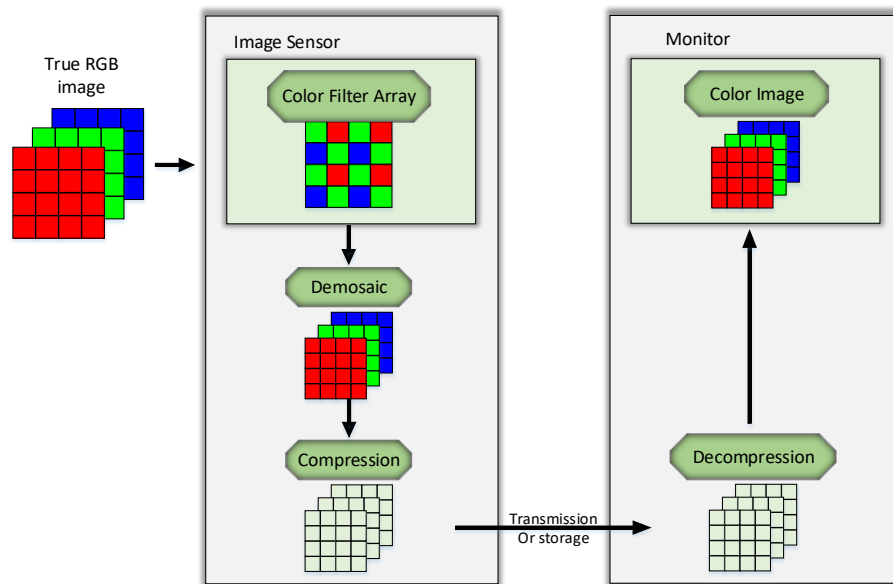 True RGB
image
Image Sensor
Color Filter Array
Demosaic
Compression
Transmission
Or storage
Monitor
Color Image
Decompression